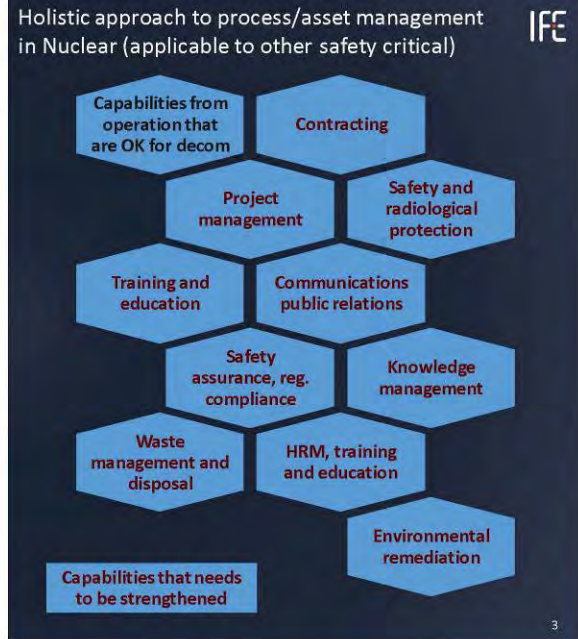 Holistic approach to process/asset management
in Nuclear (applicable to other safety critical)
IFE
Capabilities from
operation that
are OK for decom
Contracting
Project
management
Safety and
radiological
protection
Training and
education
Communications
public relations
Safety
assurance, reg.
compliance
Knowledge
management
Waste
management and
disposal
HRM, training
and education
Environmental
remediation
Capabilities that needs
to be strengthened
3